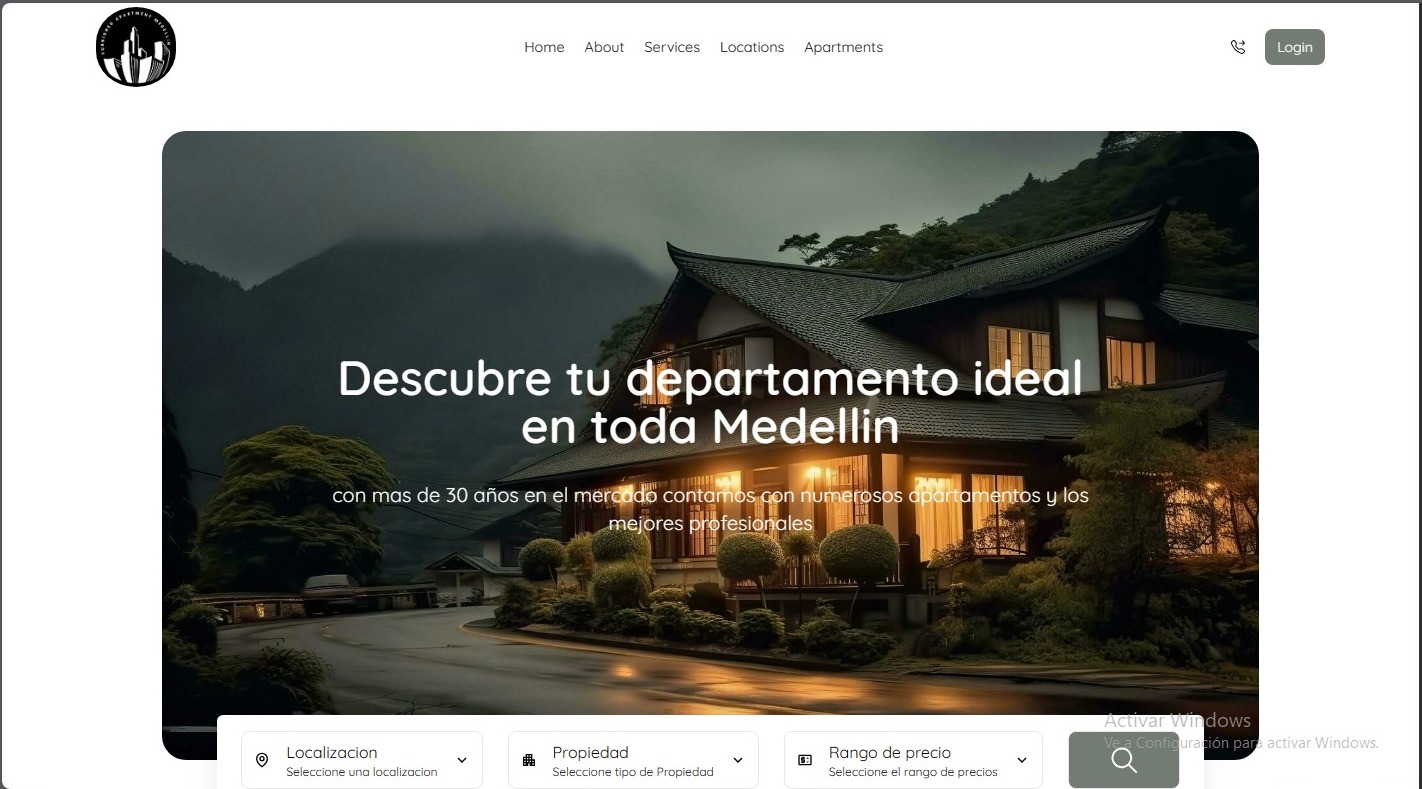 FURNISHED APARTMENT MEDELLIN
Home About Services Locations Apartments
Login
Descubre tu departamento ideal
en toda Medellin
con mas de 30 años en el mercado contamos con numerosos apartamentos y los
mejores profesionales
Activar Windows
Ve a Configuración para activar Windows.
Localizacion
Seleccione una localizacion
Propiedad
Seleccione tipo de Propiedad
Rango de precio
Seleccione el rango de precios